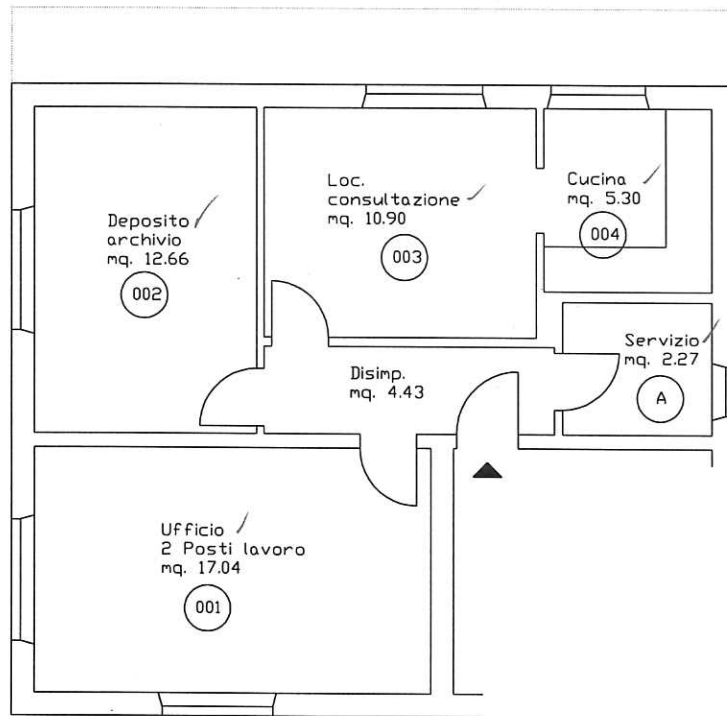 Loc.
consultazione
mq. 10.90
003
Cucina
mq. 5.30
004
Deposito
archivio
mq. 12.66
002
Servizio
mq. 2.27
A
Disimp.
mq. 4.43
Ufficio
2 Posti lavoro
mq. 17.04
001